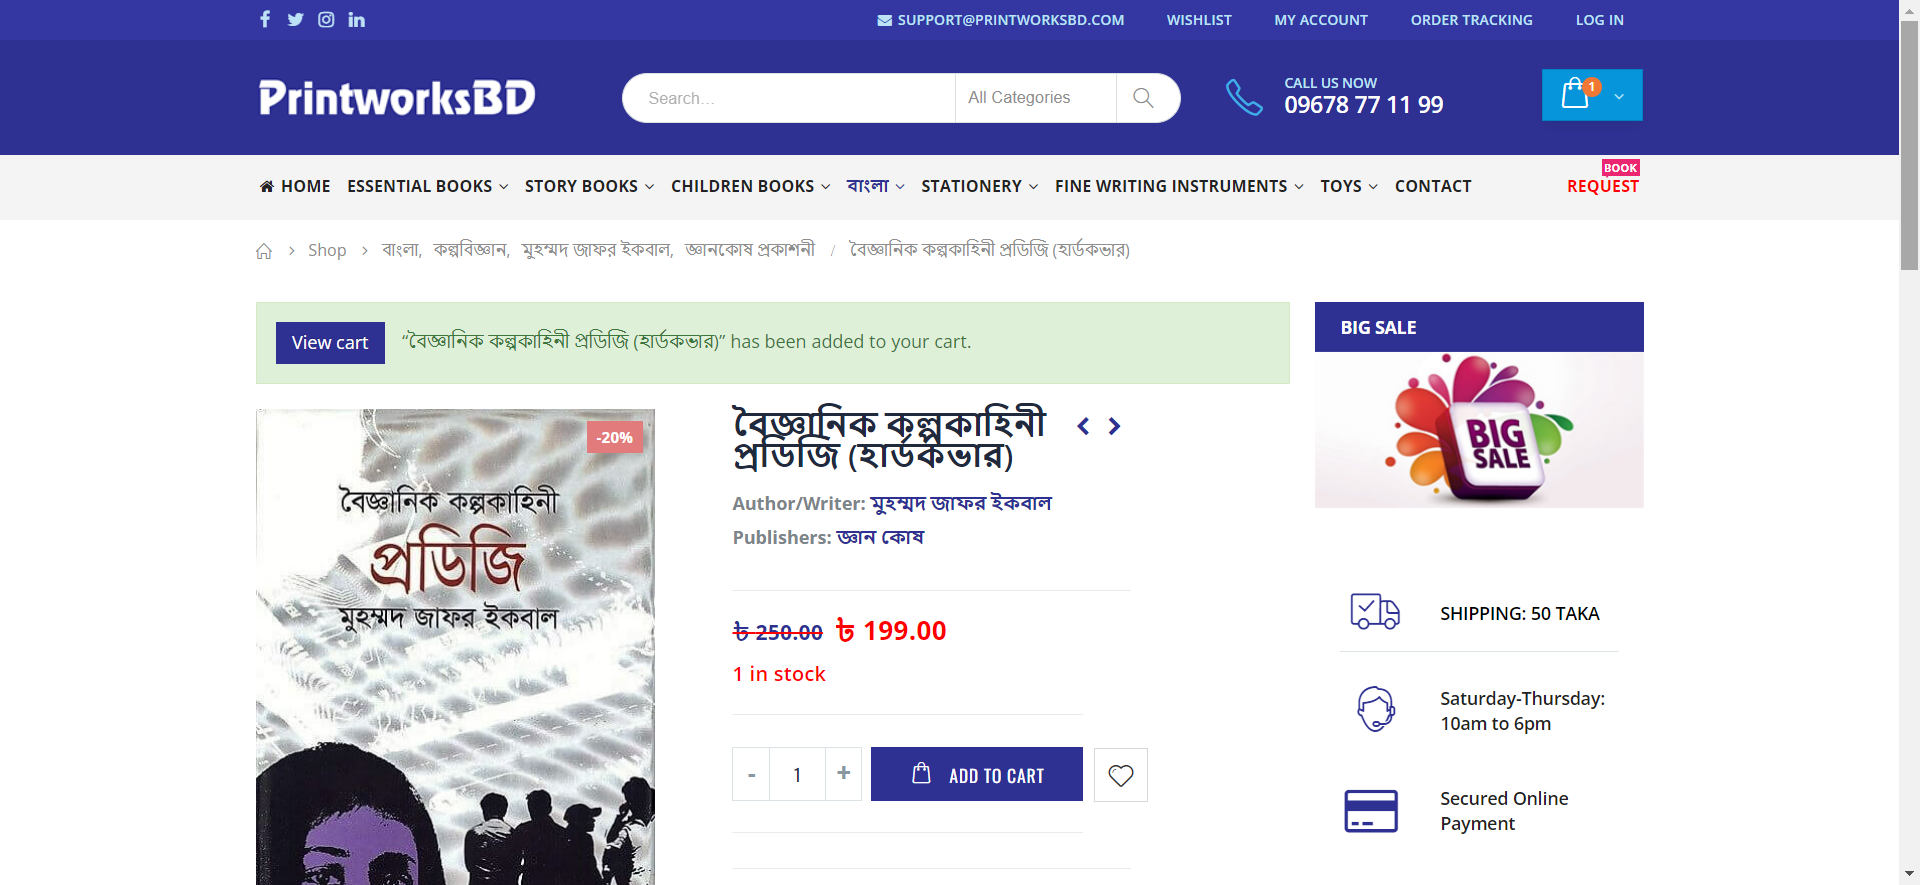 SUPPORT@PRINTWORKSBD.COM WISHLIST MY ACCOUNT ORDER TRACKING LOG IN
PrintworksBD
Search...
All Categories
CALL US NOW
09678 77 11 99
1
HOME ESSENTIAL BOOKS STORY BOOKS CHILDREN BOOKS বাংলা STATIONERY FINE WRITING INSTRUMENTS TOYS CONTACT
BOOK
REQUEST
Shop বাংলা, কল্পবিজ্ঞান, মুহম্মদ জাফর ইকবাল, জ্ঞানকোষ প্রকাশনী / বৈজ্ঞানিক কল্পকাহিনী প্রডিজি (হার্ডকভার)
View cart “বৈজ্ঞানিক কল্পকাহিনী প্রডিজি (হার্ডকভার)” has been added to your cart.
-20%
বৈজ্ঞানিক কল্পকাহিনী
প্রডিজি
মুহম্মদ জাফর ইকবাল
বৈজ্ঞানিক কল্পকাহিনী
প্রডিজি (হার্ডকভার)
Author/Writer: মুহম্মদ জাফর ইকবাল
Publishers: জ্ঞান কোষ
৳ 250.00 ৳ 199.00
1 in stock
- 1 + ADD TO CART
BIG SALE
BIG
SALE
SHIPPING: 50 TAKA
Saturday-Thursday:
10am to 6pm
Secured Online
Payment